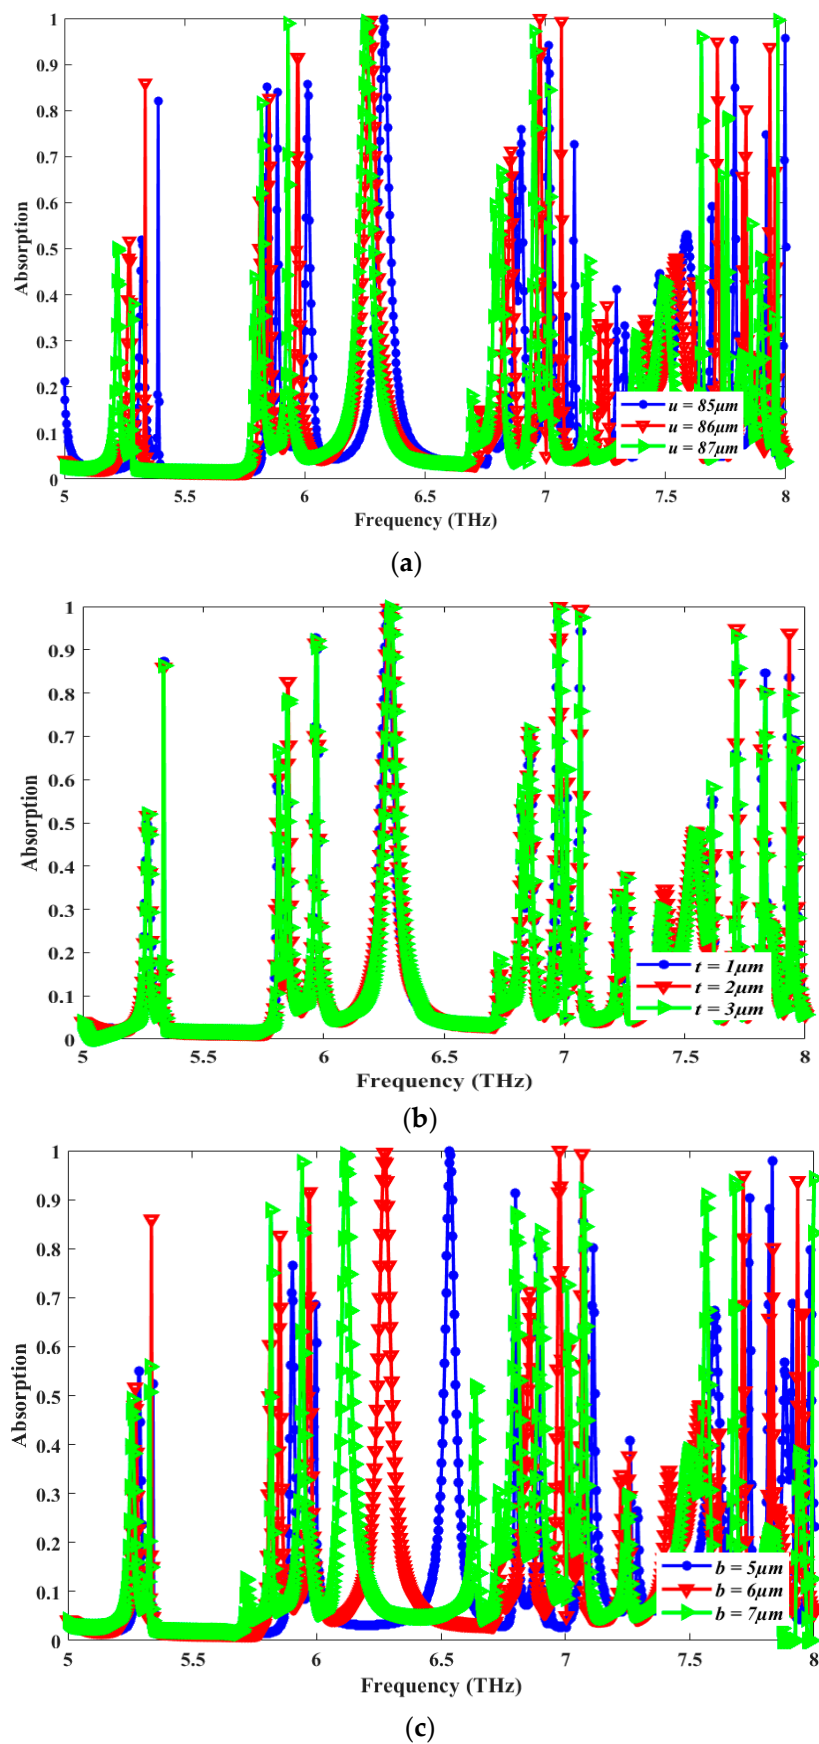 1
0.9
0.8
0.7
0.6
0.5
0.4
0.3
0.2
0.1
0
Absorption
u = 85μm
u = 86μm
u = 87μm
5 5.5 6 6.5 7 7.5 8
Frequency (THz)
(a)
1
0.9
0.8
0.7
0.6
0.5
0.4
0.3
0.2
0.1
0
Absorption
t = 1μm
t = 2μm
t = 3μm
5 5.5 6 6.5 7 7.5 8
Frequency (THz)
(b)
1
0.9
0.8
0.7
0.6
0.5
0.4
0.3
0.2
0.1
0
Absorption
b = 5μm
b = 6μm
b = 7μm
5 5.5 6 6.5 7 7.5 8
Frequency (THz)
(c)